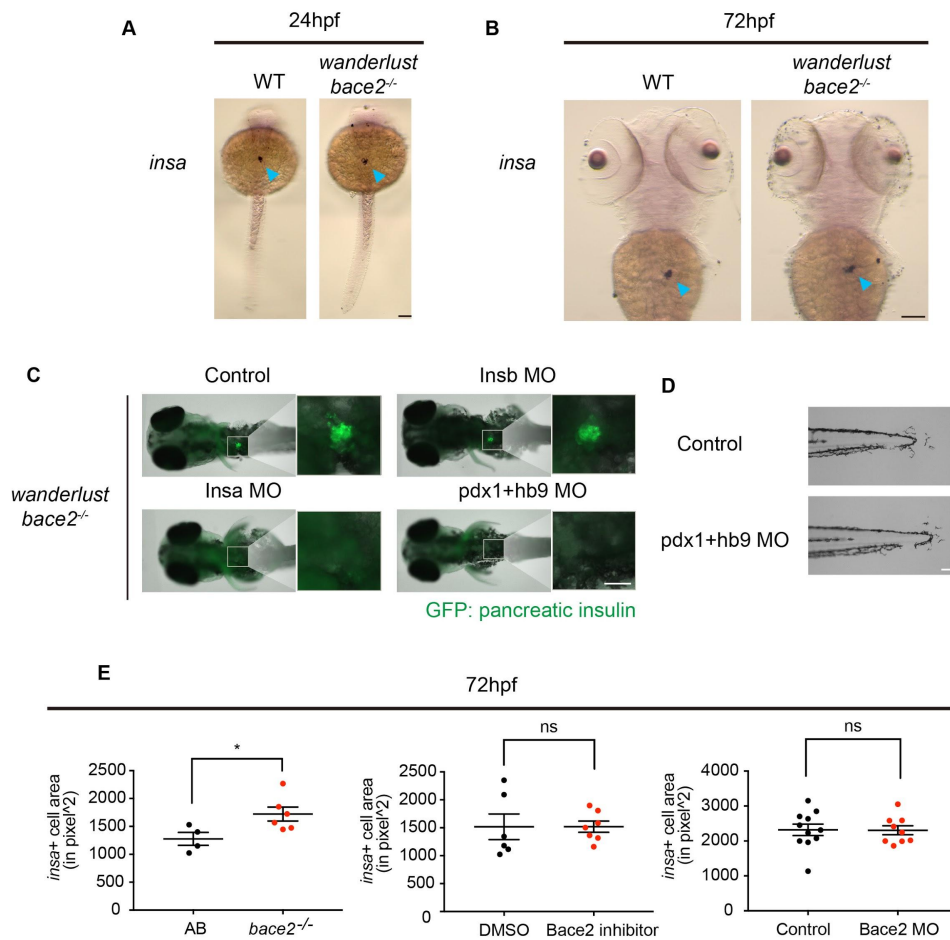 A
24hpf
WT
wanderlust
bace2-/-
insa
B
72hpf
WT
wanderlust
bace2-/-
insa
C
Control
Insb MO
Insa MO
pdx1+hb9 MO
wanderlust
bace2-/-
GFP: pancreatic insulin
D
Control
pdx1+hb9 MO
E
72hpf
*
insa+ cell area
(in pixel^2)
2500
2000
1500
1000
500
0
AB
bace2-/-
ns
insa+ cell area
(in pixel^2)
2500
2000
1500
1000
500
0
DMSO
Bace2 inhibitor
ns
insa+ cell area
(in pixel^2)
4000
3000
2000
1000
0
Control
Bace2 MO